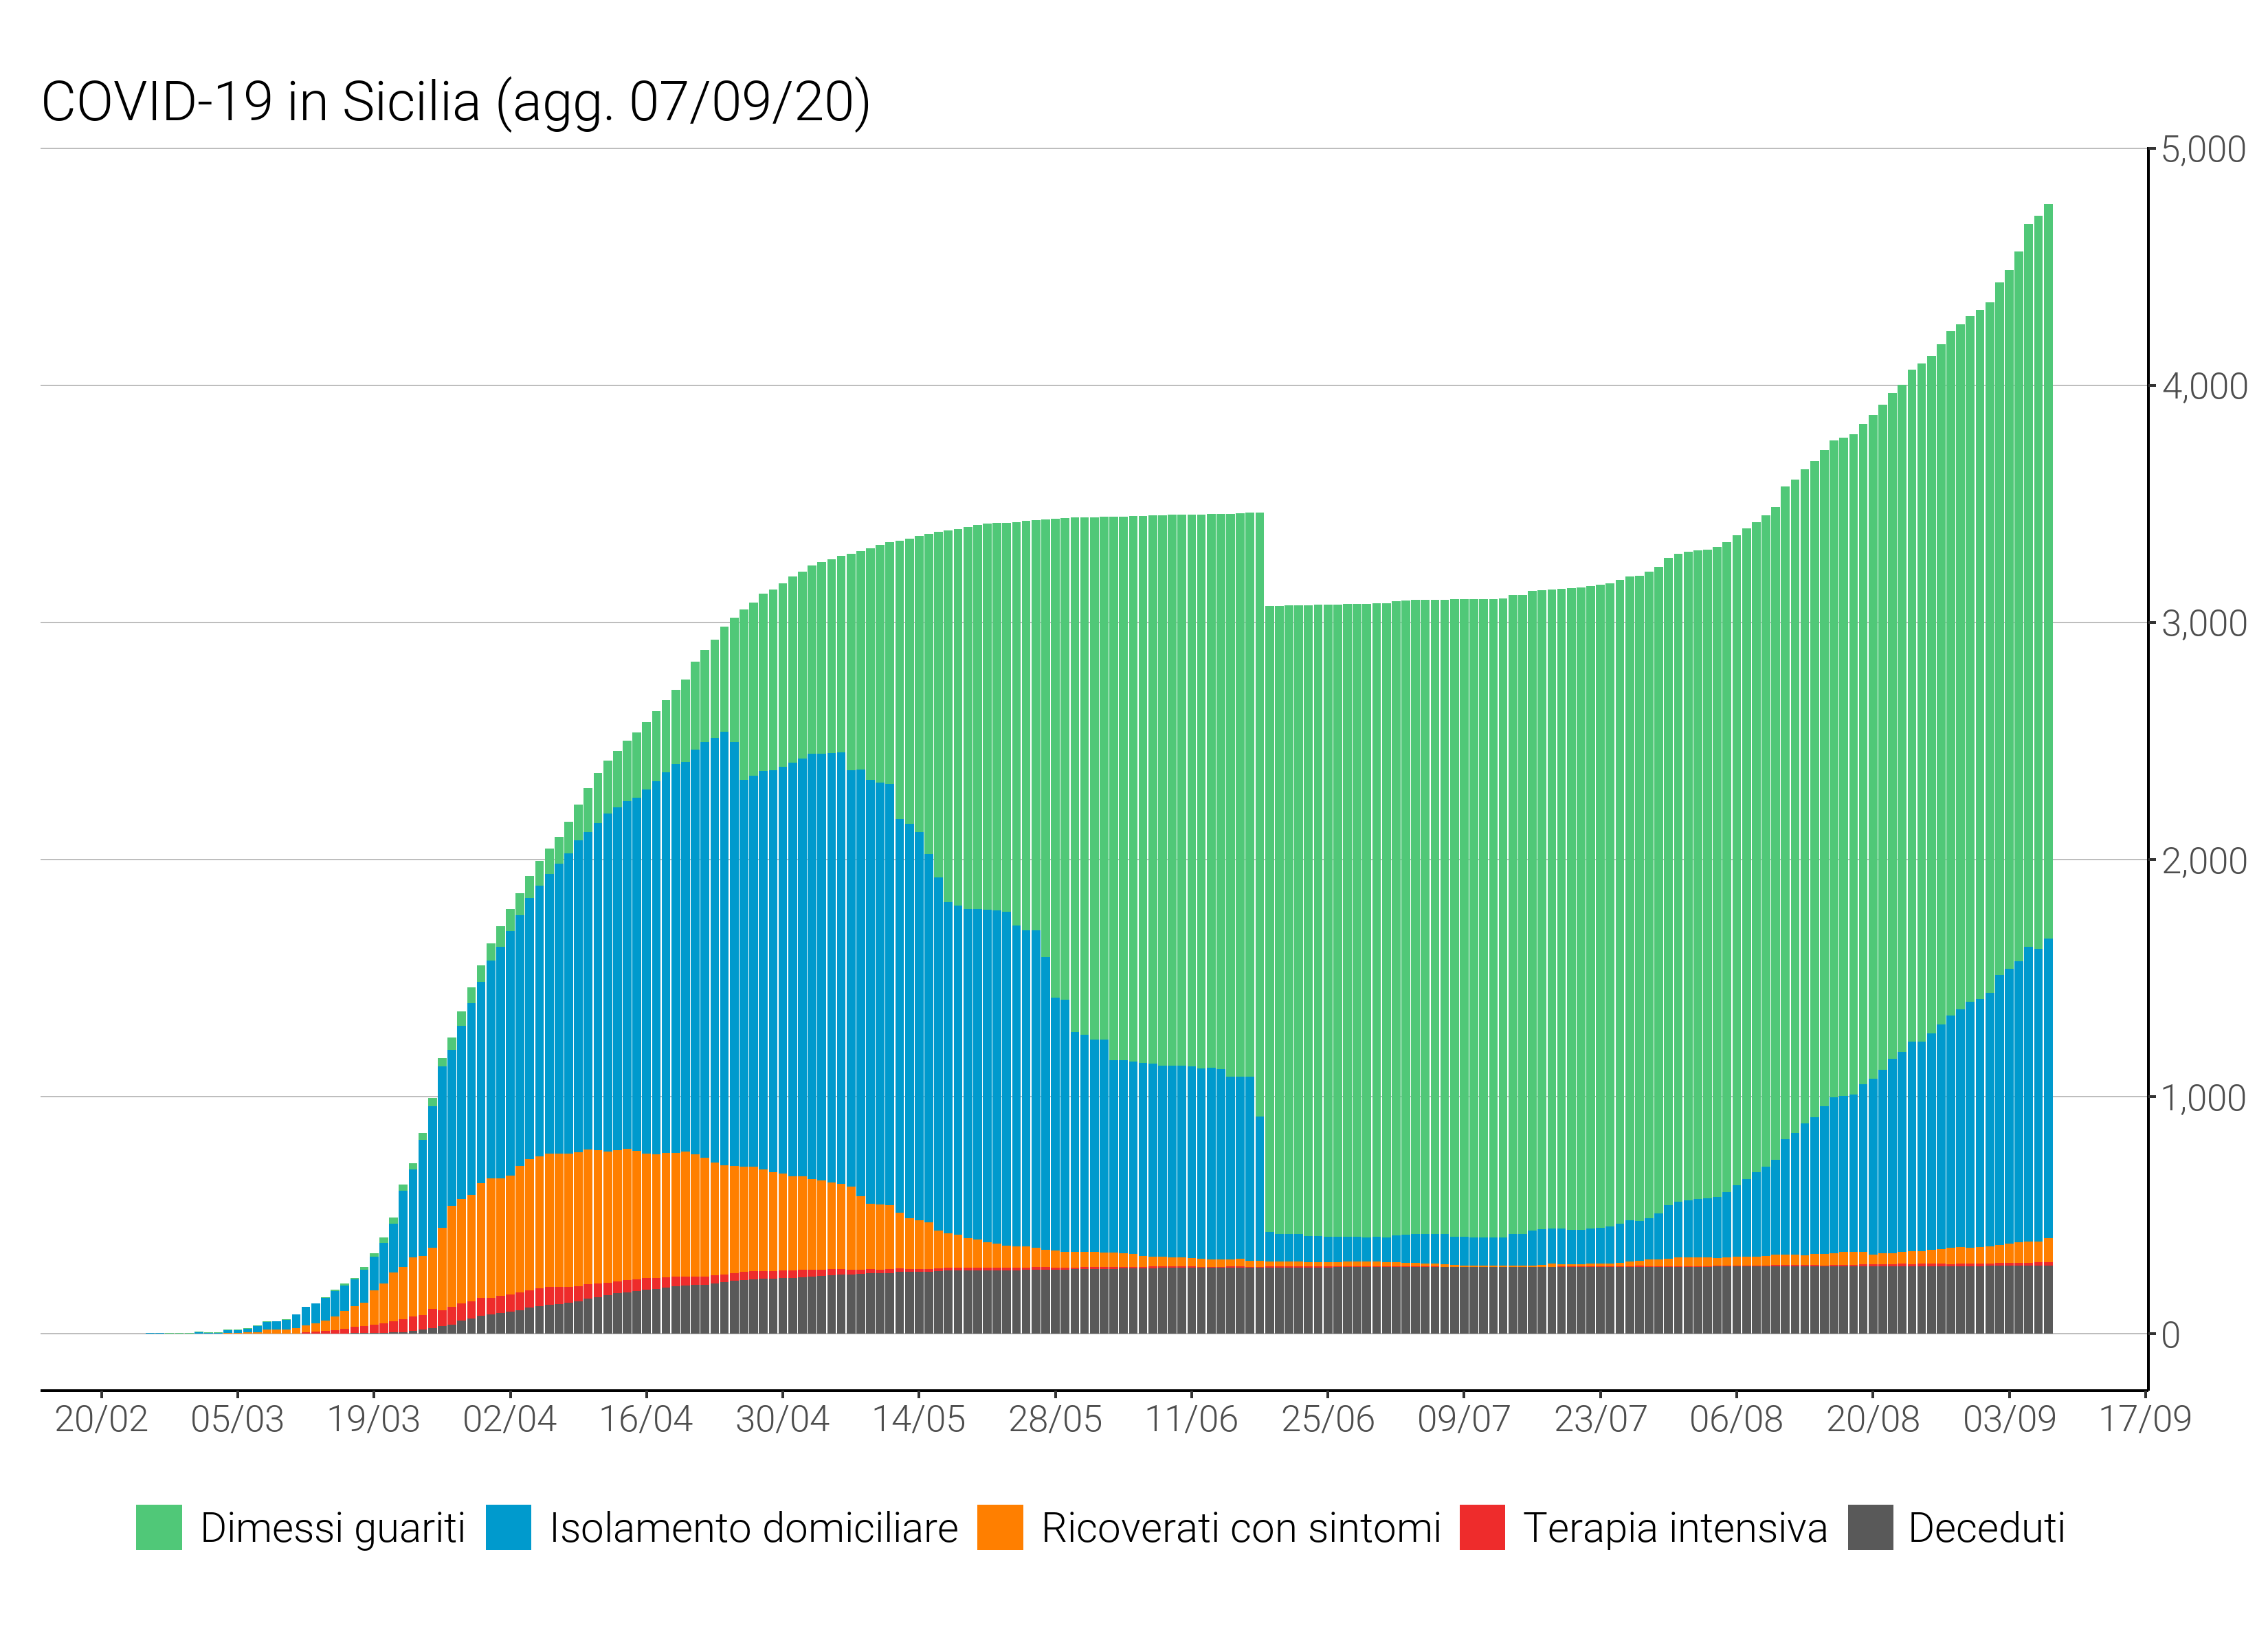 COVID-19 in Sicilia (agg. 07/09/20)
5,000
4,000
3,000
2,000
1,000
0
20/02 05/03 19/03 02/04 16/04 30/04 14/05 28/05 11/06 25/06 09/07 23/07 06/08 20/08 03/09 17/09
Dimessi guariti Isolamento domiciliare Ricoverati con sintomi Terapia intensiva Deceduti